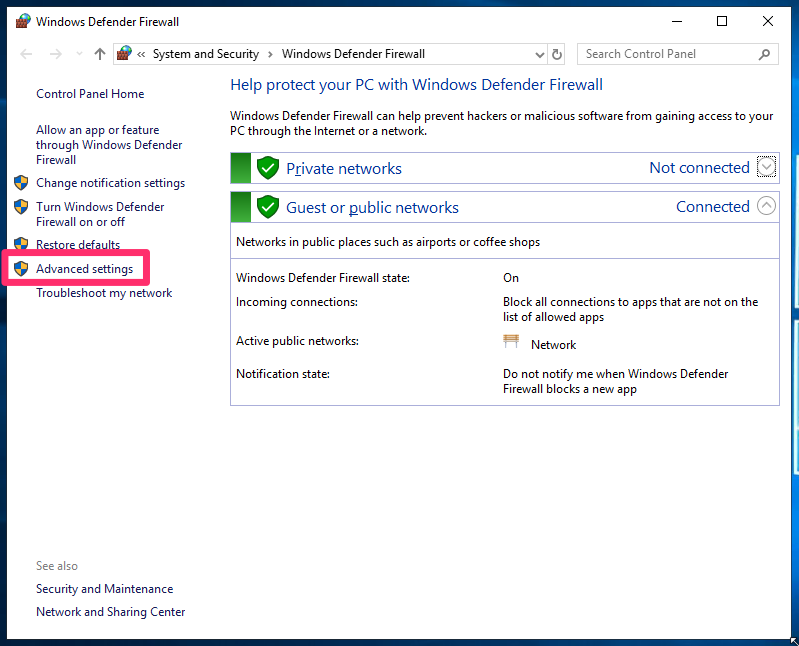 Windows Defender Firewall
« System and Security › Windows Defender Firewall
Search Control Panel
Control Panel Home
Allow an app or feature
through Windows Defender
Firewall
Change notification settings
Turn Windows Defender
Firewall on or off
Restore defaults
Advanced settings
Troubleshoot my network
See also
Security and Maintenance
Network and Sharing Center
Help protect your PC with Windows Defender Firewall
Windows Defender Firewall can help prevent hackers or malicious software from gaining access to your
PC through the Internet or a network.
Private networks Not connected
Guest or public networks Connected
Networks in public places such as airports or coffee shops
Windows Defender Firewall state: On
Incoming connections: Block all connections to apps that are not on the
list of allowed apps
Active public networks: Network
Notification state: Do not notify me when Windows Defender
Firewall blocks a new app